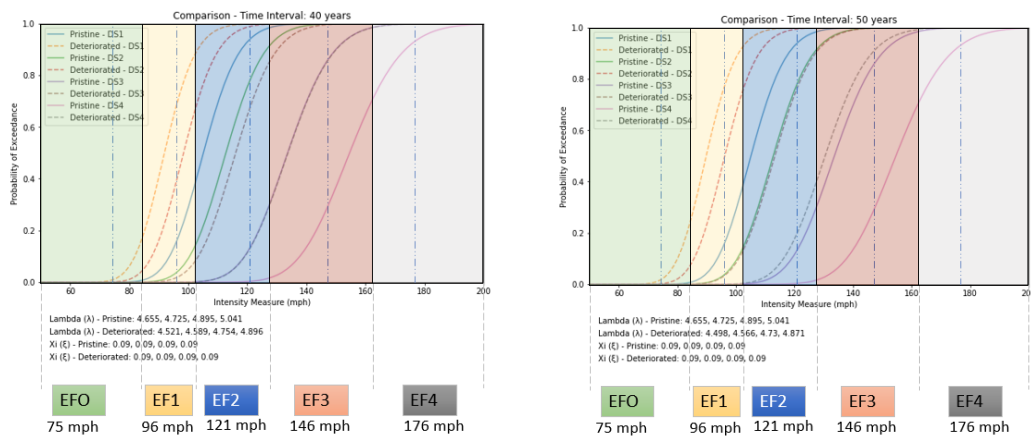 Comparison - Time Interval: 40 years
1.0
0.8
0.6
0.4
0.2
0.0
Probability of Exceedance
Pristine - DS1
Deteriorated - DS1
Pristine - DS2
Deteriorated - DS2
Pristine - DS3
Deteriorated - DS3
Pristine - DS4
Deteriorated - DS4
60 80 100 120 140 160 180 200
Intensity Measure (mph)
Lambda (λ) - Pristine: 4.655, 4.725, 4.895, 5.041
Lambda (λ) - Deteriorated: 4.521, 4.589, 4.754, 4.896
Xi (ξ) - Pristine: 0.09, 0.09, 0.09, 0.09
Xi (ξ) - Deteriorated: 0.09, 0.09, 0.09, 0.09
EFO EF1 EF2 EF3 EF4
75 mph 96 mph 121 mph 146 mph 176 mph
Comparison - Time Interval: 50 years
1.0
0.8
0.6
0.4
0.2
0.0
Probability of Exceedance
Pristine - DS1
Deteriorated - DS1
Pristine - DS2
Deteriorated - DS2
Pristine - DS3
Deteriorated - DS3
Pristine - DS4
Deteriorated - DS4
60 80 100 120 140 160 180 200
Intensity Measure (mph)
Lambda (λ) - Pristine: 4.655, 4.725, 4.895, 5.041
Lambda (λ) - Deteriorated: 4.498, 4.566, 4.73, 4.871
Xi (ξ) - Pristine: 0.09, 0.09, 0.09, 0.09
Xi (ξ) - Deteriorated: 0.09, 0.09, 0.09, 0.09
EFO EF1 EF2 EF3 EF4
75 mph 96 mph 121 mph 146 mph 176 mph